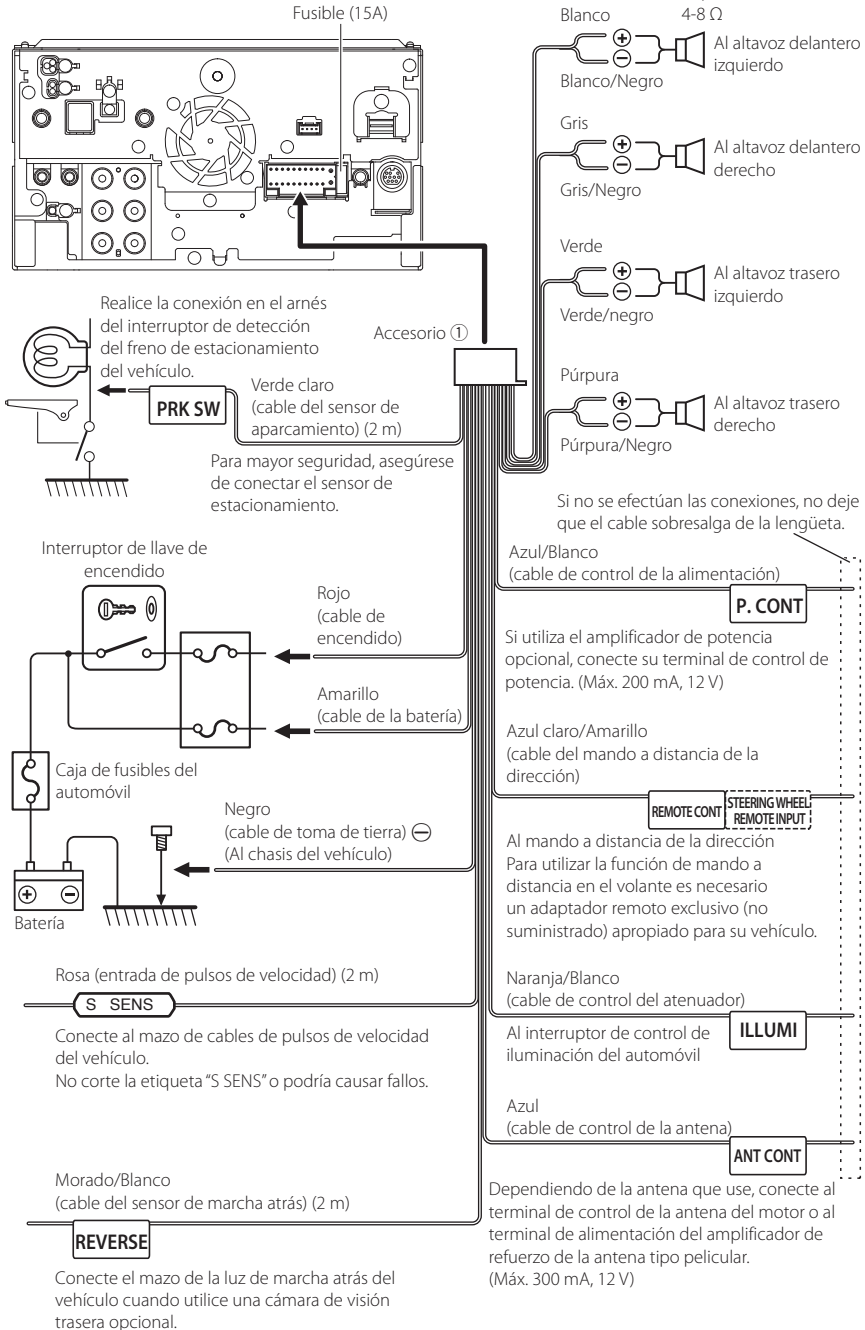 Fusible (15A)
4-8 Ω
Blanco
⊕
⊖
Al altavoz delantero
izquierdo
Blanco/Negro
Gris
⊕
⊖
Al altavoz delantero
derecho
Gris/Negro
Verde
⊕
⊖
Al altavoz trasero
izquierdo
Verde/negro
Púrpura
⊕
⊖
Al altavoz trasero
derecho
Púrpura/Negro
Accesorio ①
Realice la conexión en el arnés
del interruptor de detección
del freno de estacionamiento
del vehículo.
PRK SW
Verde claro
(cable del sensor de
aparcamiento) (2 m)
Para mayor seguridad, asegúrese
de conectar el sensor de
estacionamiento.
Interruptor de llave de
encendido
Rojo
(cable de
encendido)
Amarillo
(cable de la batería)
Caja de fusibles del
automóvil
Negro
(cable de toma de tierra) ⊖
(Al chasis del vehículo)
⊕ ⊖
Batería
Rosa (entrada de pulsos de velocidad) (2 m)
S SENS
Conecte al mazo de cables de pulsos de velocidad
del vehículo.
No corte la etiqueta “S SENS” o podría causar fallos.
Morado/Blanco
(cable del sensor de marcha atrás) (2 m)
REVERSE
Conecte el mazo de la luz de marcha atrás del
vehículo cuando utilice una cámara de visión
trasera opcional.
Si no se efectúan las conexiones, no deje
que el cable sobresalga de la lengüeta.
Azul/Blanco
(cable de control de la alimentación)
P. CONT
Si utiliza el amplificador de potencia
opcional, conecte su terminal de control de
potencia. (Máx. 200 mA, 12 V)
Azul claro/Amarillo
(cable del mando a distancia de la
dirección)
REMOTE CONT
STEERING WHEEL
REMOTE INPUT
Al mando a distancia de la dirección
Para utilizar la función de mando a
distancia en el volante es necesario
un adaptador remoto exclusivo (no
suministrado) apropiado para su vehículo.
Naranja/Blanco
(cable de control del atenuador)
ILLUMI
Al interruptor de control de
iluminación del automóvil
Azul
(cable de control de la antena)
ANT CONT
Dependiendo de la antena que use, conecte al
terminal de control de la antena del motor o al
terminal de alimentación del amplificador de
refuerzo de la antena tipo pelicular.
(Máx. 300 mA, 12 V)